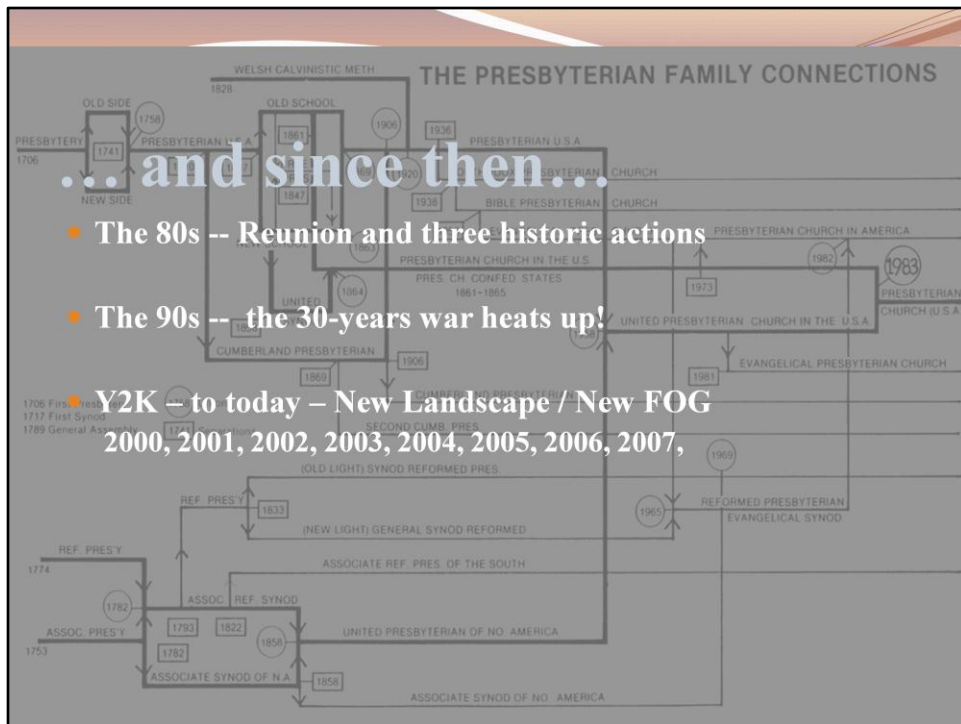 WELSH CALVINISTIC METH
1828
THE PRESBYTERIAN FAMILY CONNECTIONS
OLD SIDE
1758
OLD SCHOOL
1861
1906
1936
PRESBYTERY
1706
1741
PRESBYTERIAN U.S.A.
PRESBYTERIAN U.S.A.
NEW SIDE
1920
… and since then…
PRESBYTERIAN CHURCH
1936
BIBLE PRESBYTERIAN CHURCH
1847
• The 80s -- Reunion and three historic actions
PRESBYTERIAN CHURCH IN AMERICA
1863
1982
1983
PRESBYTERIAN CHURCH IN THE U.S.
PRES. CH. CONFED. STATES
1861-1865
1864
1973
PRESBYTERIAN
CHURCH (U.S.A
UNITED
• The 90s -- the 30-years war heats up!
UNITED PRESBYTERIAN CHURCH IN THE U.S.A.
1958
CUMBERLAND PRESBYTERIAN
1906
1869
EVANGELICAL PRESBYTERIAN CHURCH
1981
CUMBERLAND PRESBYTERIAN
• Y2K – to today – New Landscape / New FOG
1706 First
1717 First Synod
1789 General Assembly
1741
SECOND CUMB. PRES.
2000, 2001, 2002, 2003, 2004, 2005, 2006, 2007,
1969
(OLD LIGHT) SYNOD REFORMED PRES.
REF. PRES'Y
1833
1965
REFORMED PRESBYTERIAN
EVANGELICAL SYNOD
(NEW LIGHT) GENERAL SYNOD REFORMED
REF. PRES'Y
1774
ASSOCIATE REF. PRES. OF THE SOUTH
1782
ASSOC. REF. SYNOD
1793
1822
ASSOC. PRES'Y
1753
1782
1858
UNITED PRESBYTERIAN OF NO. AMERICA
ASSOCIATE SYNOD OF N.A.
1858
ASSOCIATE SYNOD OF NO. AMERICA